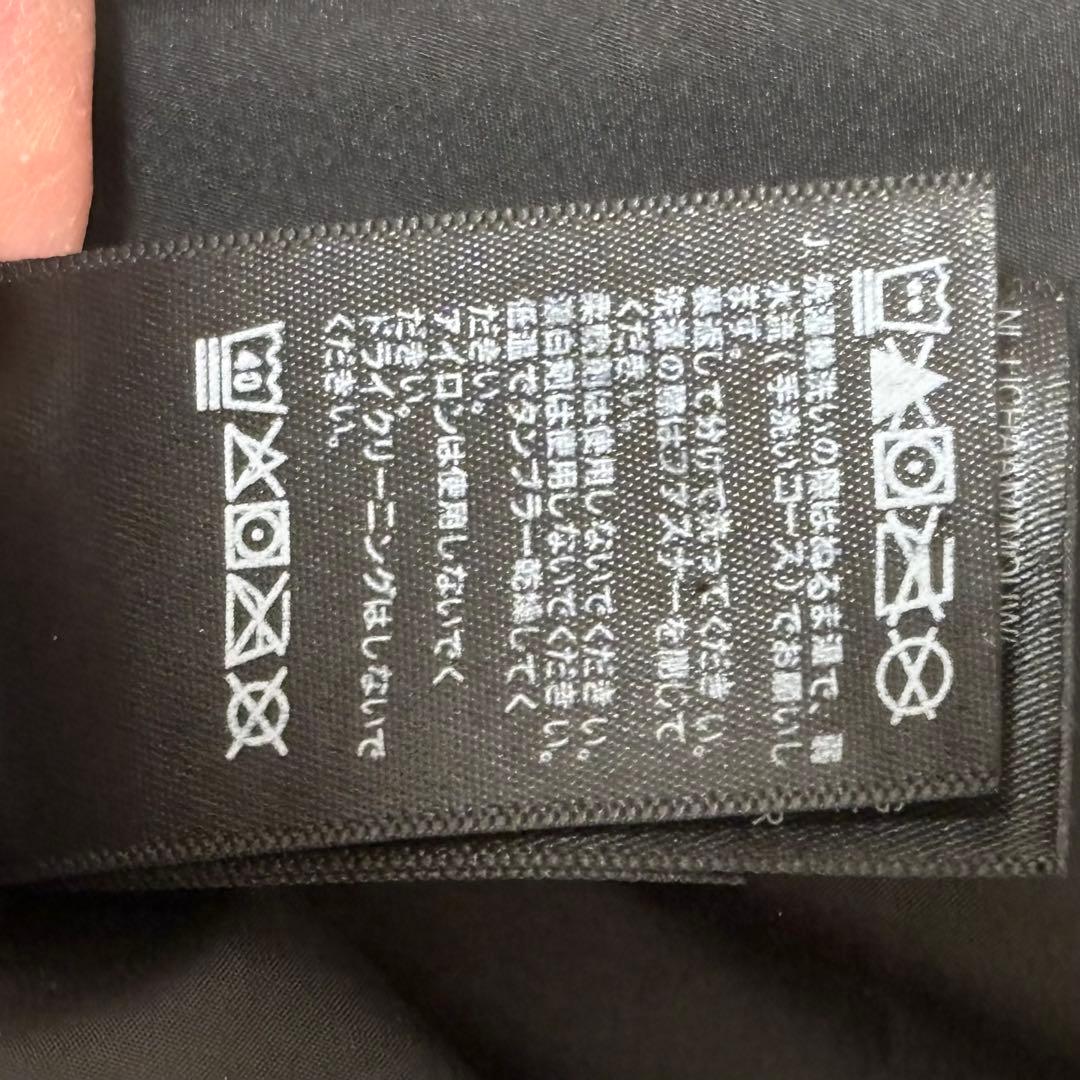 J:
洗濯機洗いの際はぬるま湯で、弱
水流(手洗いコース)でお願いし
ます。
裏返してかけて すててください。
洗濯の際はファスナーを閉じて
ください。
柔軟剤は使用しないでください。
漂白剤は使用しないでください。
低温でタンブラー乾燥してく
ださい。
アイロンは使用しないでく
ださい。
ドライクリーニングはしないで
ください。
40